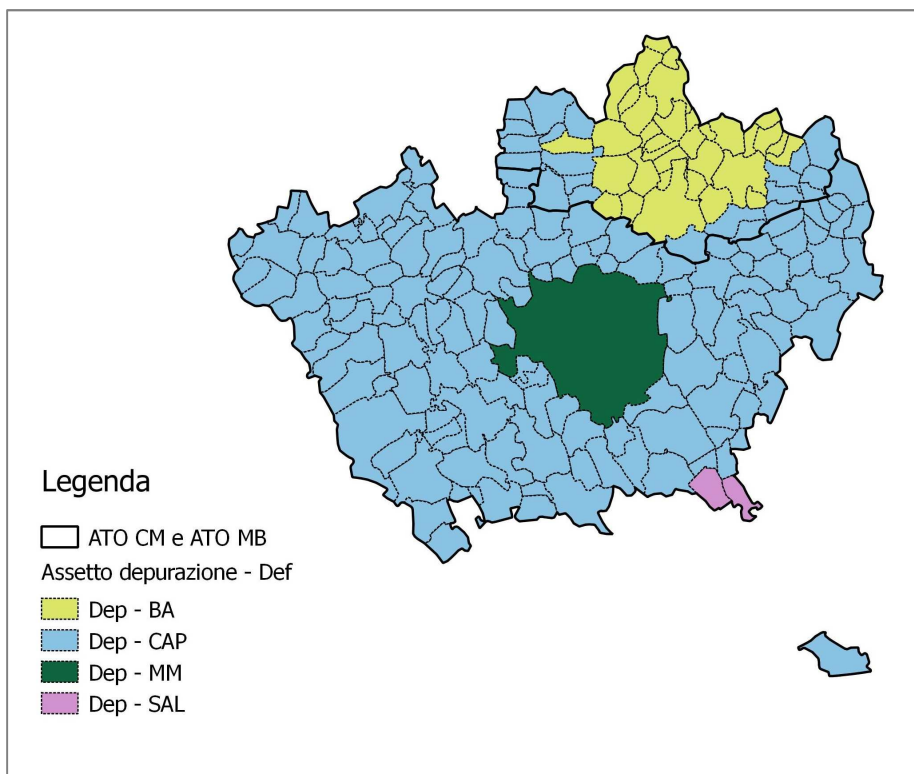 Legenda
ATO CM e ATO MB
Assetto depurazione - Def
Dep - BA
Dep - CAP
Dep - MM
Dep - SAL